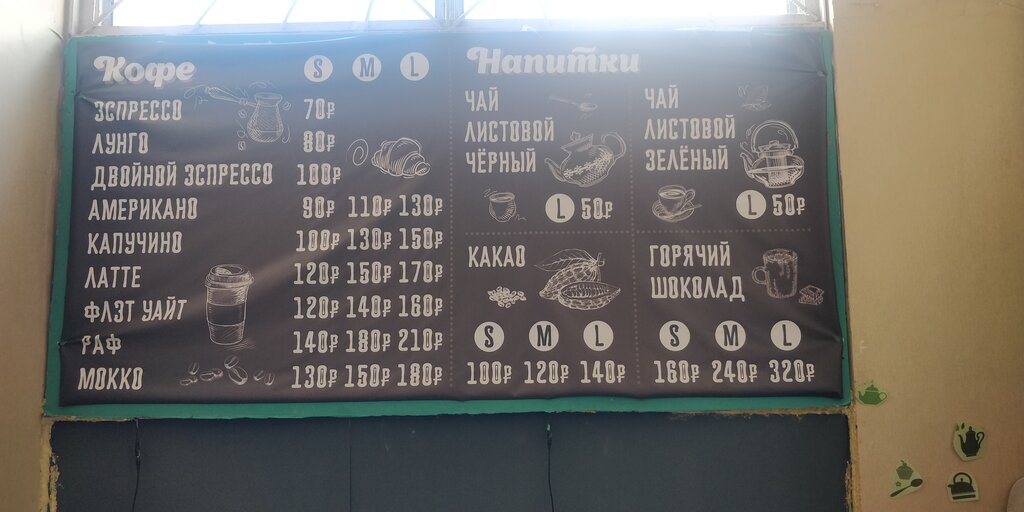 Кофе S M L
ЭСПРЕССО 70₽
ЛУНГО 80₽
ДВОЙНОЙ ЭСПРЕССО 100₽
АМЕРИКАНО 90₽ 110₽ 130₽
КАПУЧИНО 100₽ 130₽ 150₽
ЛАТТЕ 120₽ 150₽ 170₽
ФЛЭТ УАЙТ 120₽ 140₽ 160₽
РАФ 140₽ 180₽ 210₽
МОККО 130₽ 150₽ 180₽
Напитки
ЧАЙ
ЛИСТОВОЙ
ЧЁРНЫЙ
L 50₽
ЧАЙ
ЛИСТОВОЙ
ЗЕЛЁНЫЙ
L 50₽
КАКАО
S M L
100₽ 120₽ 140₽
ГОРЯЧИЙ
ШОКОЛАД
S M L
160₽ 240₽ 320₽